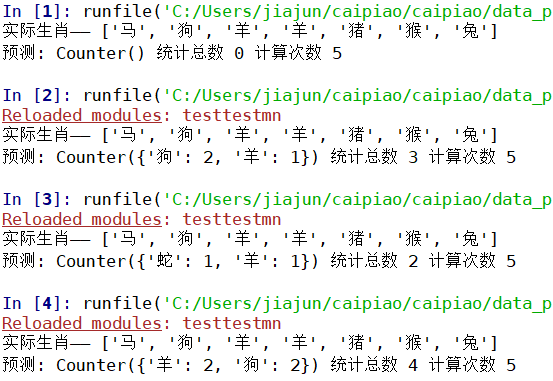 In [1]: runfile('C:/Users/jiajun/caipiao/caipiao/data_p
实际生肖—— ['马', '狗', '羊', '羊', '猪', '猴', '兔']
预测: Counter() 统计总数 0 计算次数 5
In [2]: runfile('C:/Users/jiajun/caipiao/caipiao/data_p
Reloaded modules: testtestmn
实际生肖—— ['马', '狗', '羊', '羊', '猪', '猴', '兔']
预测: Counter({'狗': 2, '羊': 1}) 统计总数 3 计算次数 5
In [3]: runfile('C:/Users/jiajun/caipiao/caipiao/data_p
Reloaded modules: testtestmn
实际生肖—— ['马', '狗', '羊', '羊', '猪', '猴', '兔']
预测: Counter({'蛇': 1, '羊': 1}) 统计总数 2 计算次数 5
In [4]: runfile('C:/Users/jiajun/caipiao/caipiao/data_p
Reloaded modules: testtestmn
实际生肖—— ['马', '狗', '羊', '羊', '猪', '猴', '兔']
预测: Counter({'羊': 2, '狗': 2}) 统计总数 4 计算次数 5